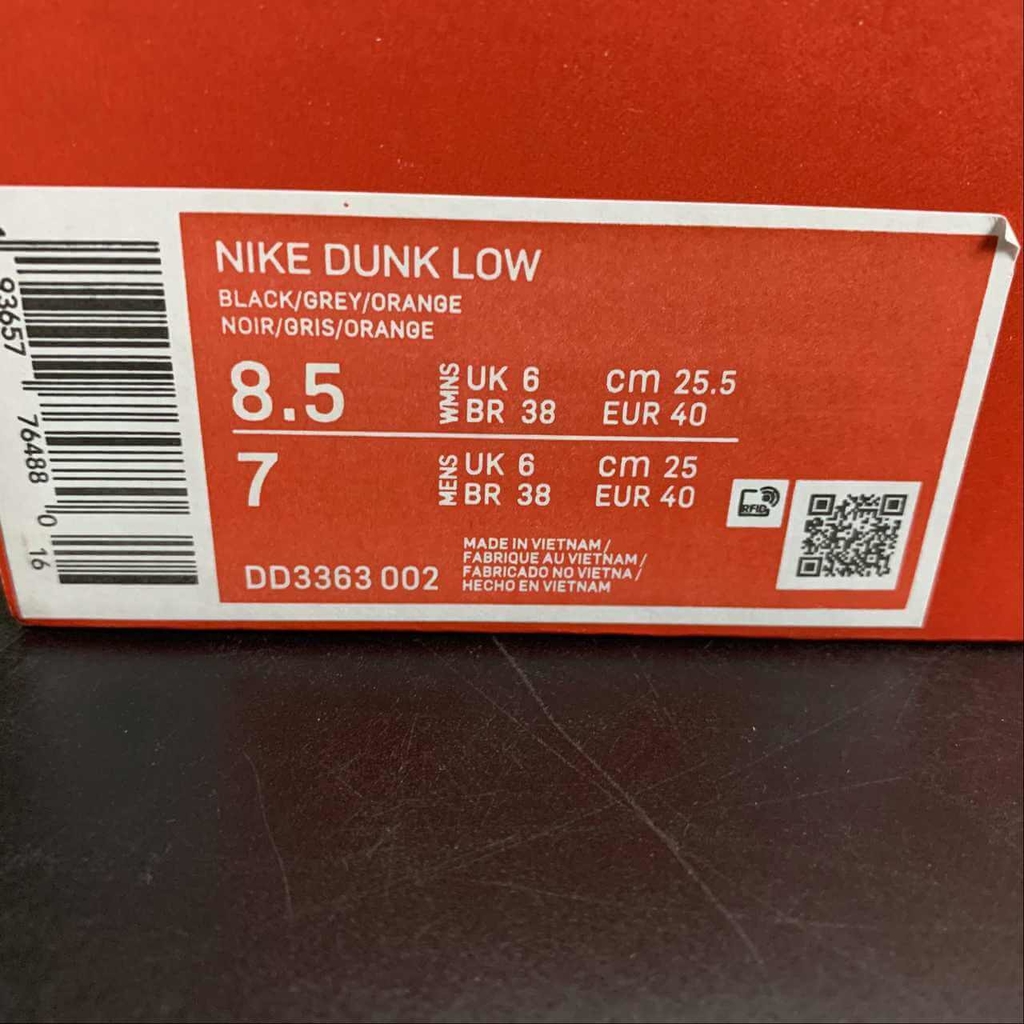 NIKE DUNK LOW
BLACK/GREY/ORANGE
NOIR/GRIS/ORANGE
8.5 WMNS UK 6 cm 25.5
BR 38 EUR 40
7 MENS UK 6 cm 25
BR 38 EUR 40
RFID
DD3363 002
MADE IN VIETNAM /
FABRIQUE AU VIETNAM /
FABRICADO NO VIETNA /
HECHO EN VIETNAM
1 93657 76488 0 16